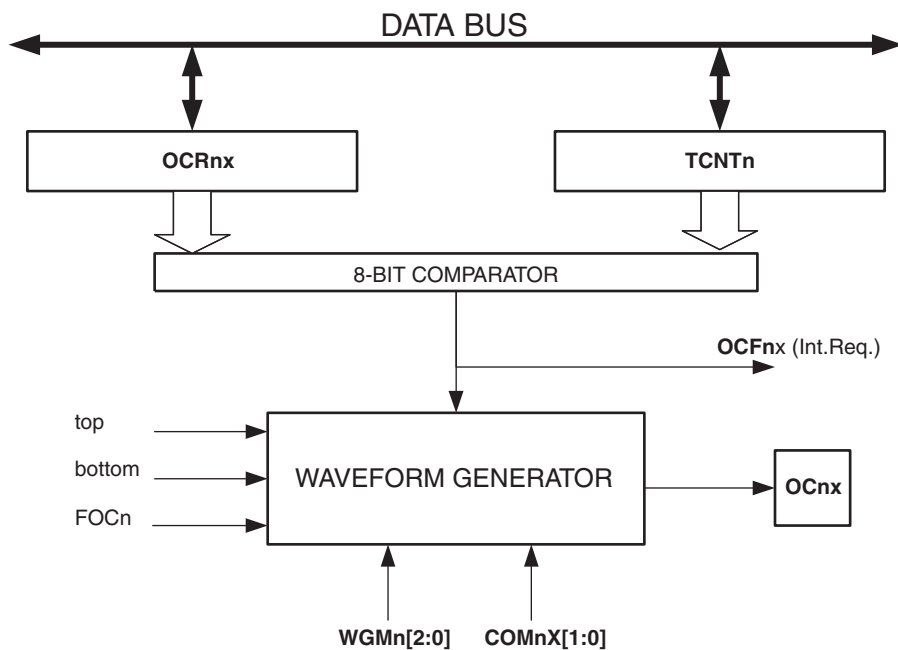 DATA BUS
OCRnx
TCNTn
8-BIT COMPARATOR
OCFnx (Int.Req.)
top
bottom
FOCn
WAVEFORM GENERATOR
OCnx
WGMn[2:0]
COMnX[1:0]